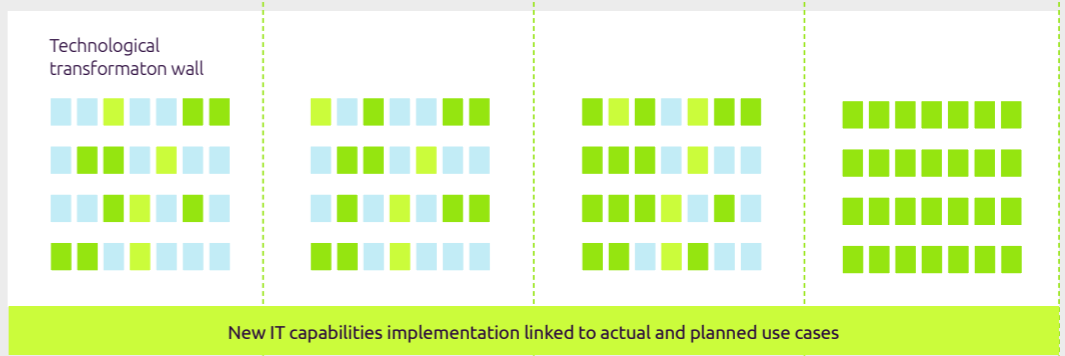 Technological
transformaton wall
New IT capabilities implementation linked to actual and planned use cases